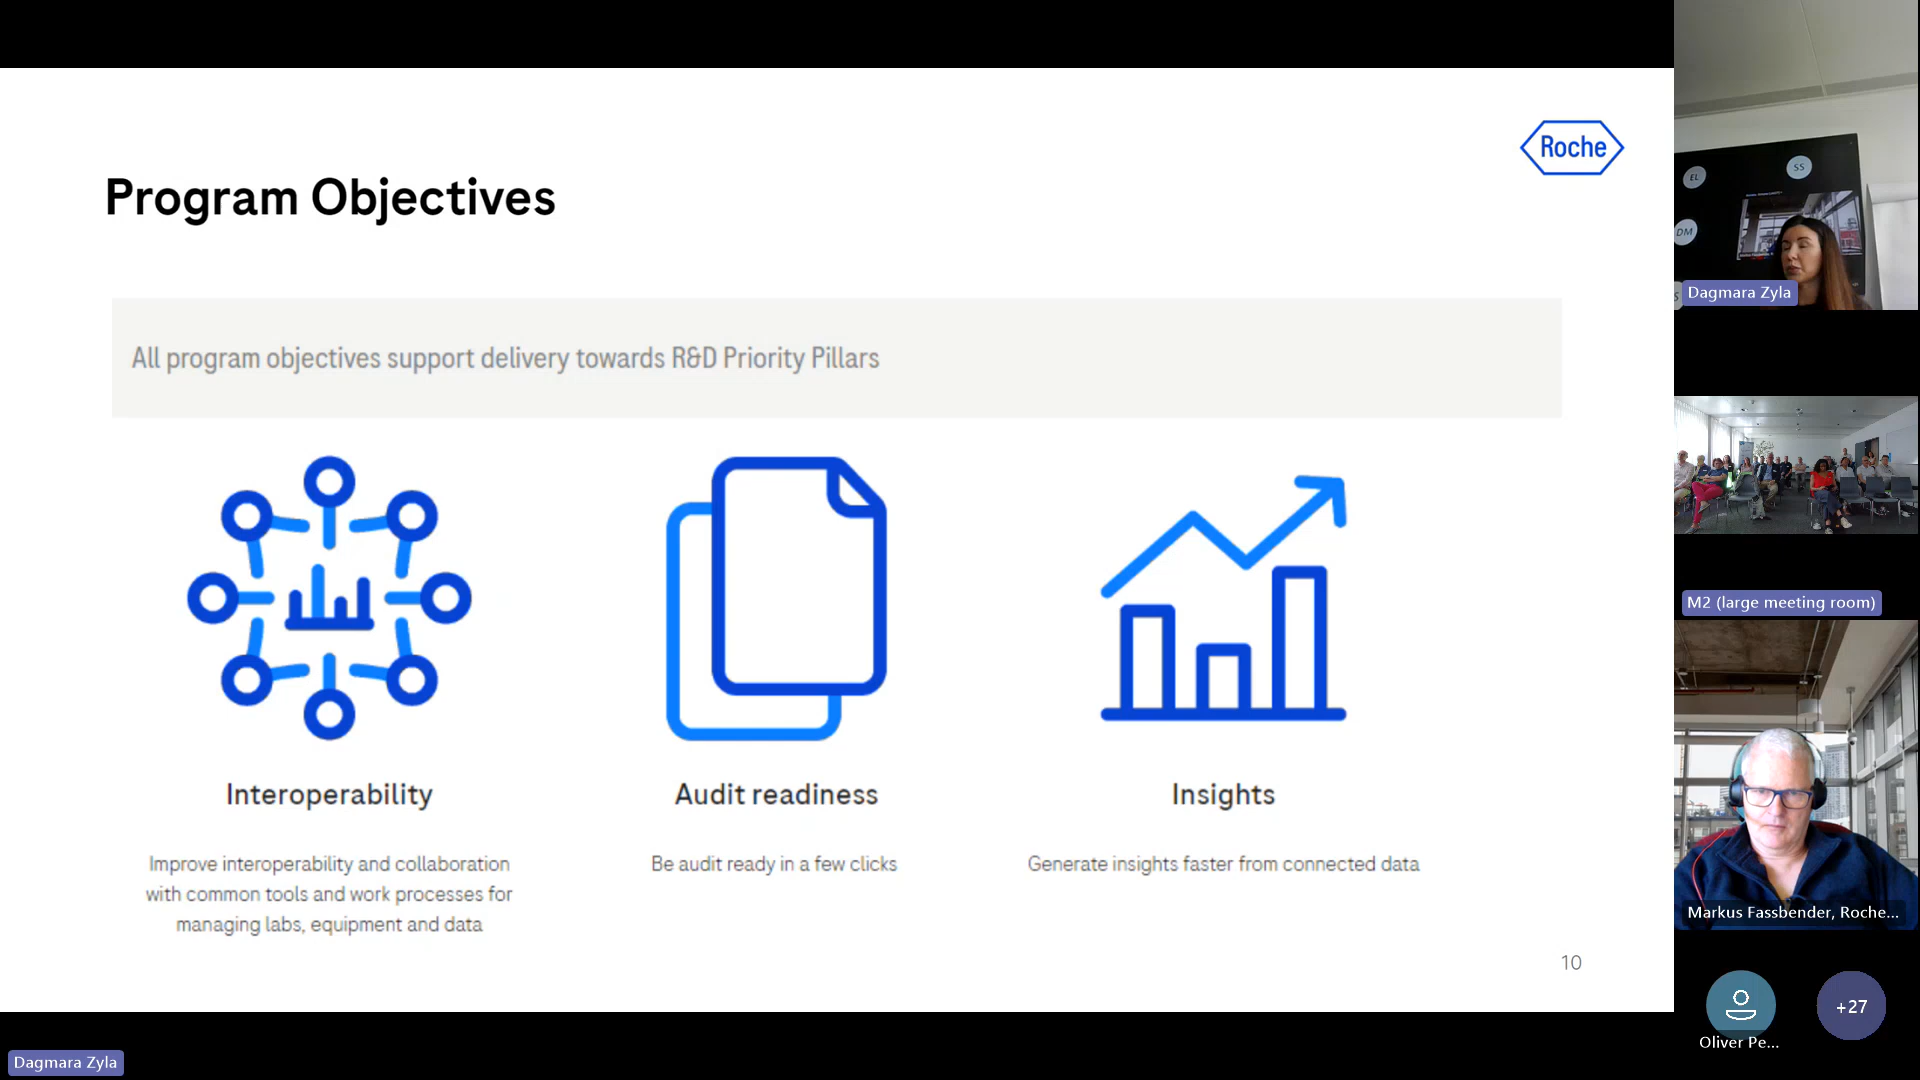 Roche
Program Objectives
All program objectives support delivery towards R&D Priority Pillars
Interoperability
Improve interoperability and collaboration
with common tools and work processes for
managing labs, equipment and data
Audit readiness
Be audit ready in a few clicks
Insights
Generate insights faster from connected data
10
EL
SS
DM
Dagmara Zyla
M2 (large meeting room)
Markus Fassbender, Roche...
Oliver Pe...
+27
Dagmara Zyla